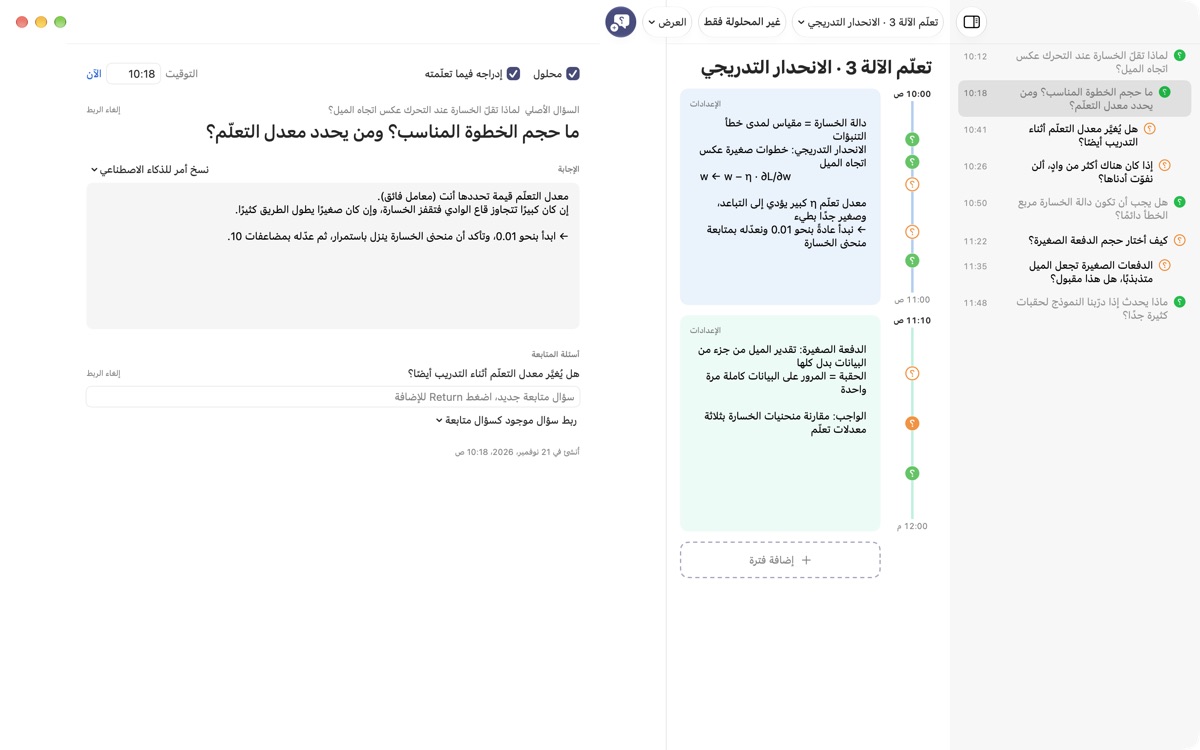 تعلّم الآلة 3 · الانحدار التدريجي
غير المحلولة فقط
العرض
لماذا تقلّ الخسارة عند التحرك عكس
اتجاه الميل؟
10:12
ما حجم الخطوة المناسب؟ ومن
يحدد معدل التعلّم؟
10:18
هل يُغيَّر معدل التعلّم أثناء
التدريب أيضًا؟
10:41
إذا كان هناك أكثر من وادٍ، ألن
نفوّت أدناها؟
10:26
هل يجب أن تكون دالة الخسارة مربع
الخطأ دائمًا؟
10:50
كيف أختار حجم الدفعة الصغيرة؟
11:22
الدفعات الصغيرة تجعل الميل
متذبذبًا، هل هذا مقبول؟
11:35
ماذا يحدث إذا درّبنا النموذج لحقبات
كثيرة جدًا؟
11:48
تعلّم الآلة 3 · الانحدار التدريجي
10:00 ص
الإعدادات
دالة الخسارة = مقياس لمدى خطأ
التنبؤات
الانحدار التدريجي: خطوات صغيرة عكس
اتجاه الميل
w ← w − η · ∂L/∂w
معدل تعلّم η كبير يؤدي إلى التباعد،
وصغير جدًا بطيء
← نبدأ عادةً بنحو 0.01 ونعدّله بمتابعة
منحنى الخسارة
11:00 ص
11:10 ص
الإعدادات
الدفعة الصغيرة: تقدير الميل من جزء من
البيانات بدل كلها
الحقبة = المرور على البيانات كاملة مرة
واحدة
الواجب: مقارنة منحنيات الخسارة بثلاثة
معدلات تعلّم
12:00 م
+ إضافة فترة
محلول
إدراجه فيما تعلّمته
التوقيت
10:18
الآن
السؤال الأصلي لماذا تقلّ الخسارة عند التحرك عكس اتجاه الميل؟
إلغاء الربط
ما حجم الخطوة المناسب؟ ومن يحدد معدل التعلّم؟
الإجابة
نسخ أمر للذكاء الاصطناعي
معدل التعلّم قيمة تحددها أنت (معامل فائق).
إن كان كبيرًا تتجاوز قاع الوادي فتقفز الخسارة، وإن كان صغيرًا يطول الطريق كثيرًا.
← ابدأ بنحو 0.01، وتأكد أن منحنى الخسارة ينزل باستمرار، ثم عدّله بمضاعفات 10.
أسئلة المتابعة
هل يُغيَّر معدل التعلّم أثناء التدريب أيضًا؟
إلغاء الربط
سؤال متابعة جديد، اضغط Return للإضافة
ربط سؤال موجود كسؤال متابعة
أُنشئ في 21 نوفمبر، 2026، 10:18 ص